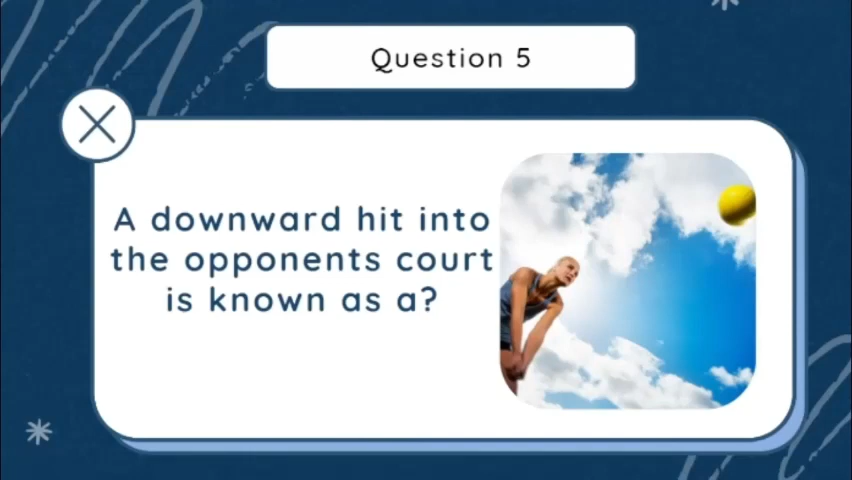 Question 5
A downward hit into
the opponents court
is known as a?